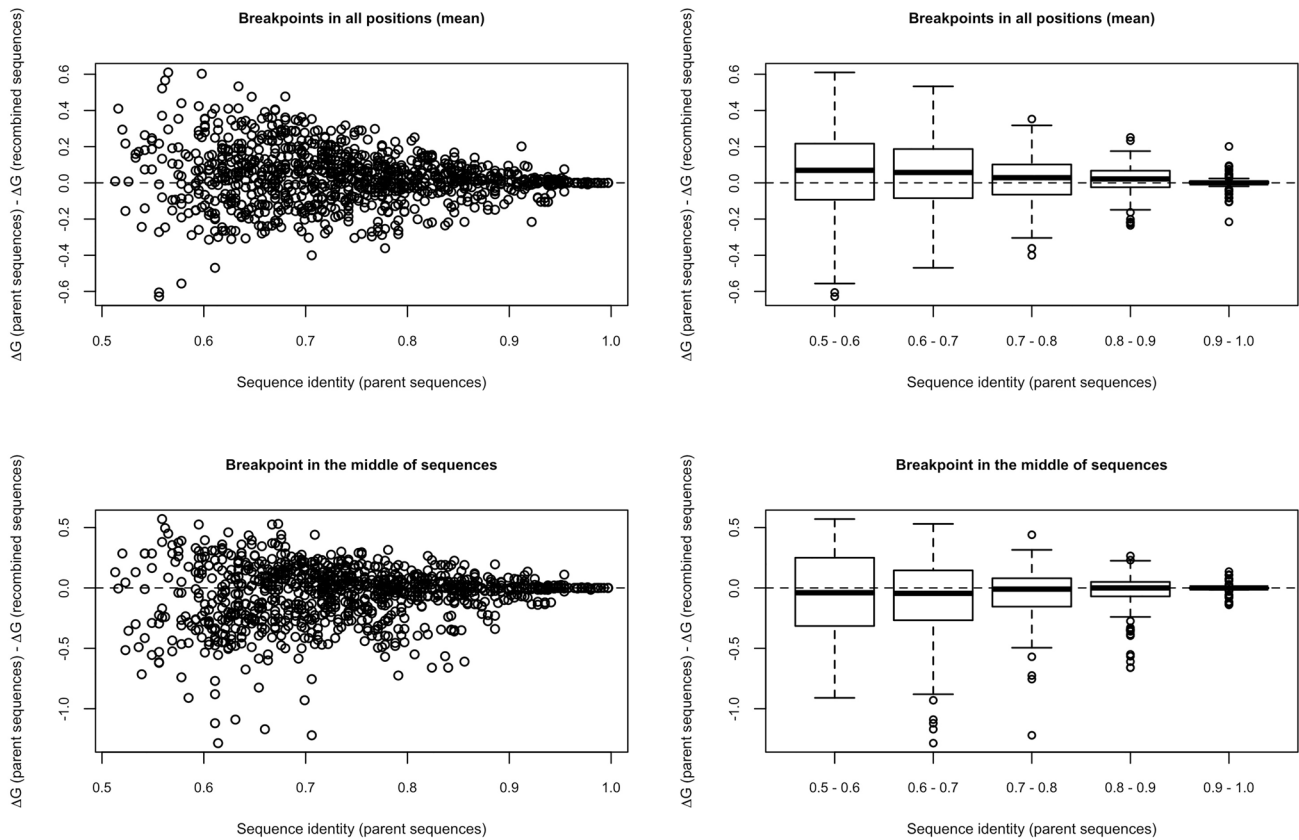 Breakpoints in all positions (mean)
ΔG (parent sequences) - ΔG (recombined sequences)
0.6
0.4
0.2
0.0
-0.2
-0.4
-0.6
0.5 0.6 0.7 0.8 0.9 1.0
Sequence identity (parent sequences)
Breakpoints in all positions (mean)
ΔG (parent sequences) - ΔG (recombined sequences)
0.6
0.4
0.2
0.0
-0.2
-0.4
-0.6
0.5 - 0.6 0.6 - 0.7 0.7 - 0.8 0.8 - 0.9 0.9 - 1.0
Sequence identity (parent sequences)
Breakpoint in the middle of sequences
ΔG (parent sequences) - ΔG (recombined sequences)
0.5
0.0
-0.5
-1.0
0.5 0.6 0.7 0.8 0.9 1.0
Sequence identity (parent sequences)
Breakpoint in the middle of sequences
ΔG (parent sequences) - ΔG (recombined sequences)
0.5
0.0
-0.5
-1.0
0.5 - 0.6 0.6 - 0.7 0.7 - 0.8 0.8 - 0.9 0.9 - 1.0
Sequence identity (parent sequences)